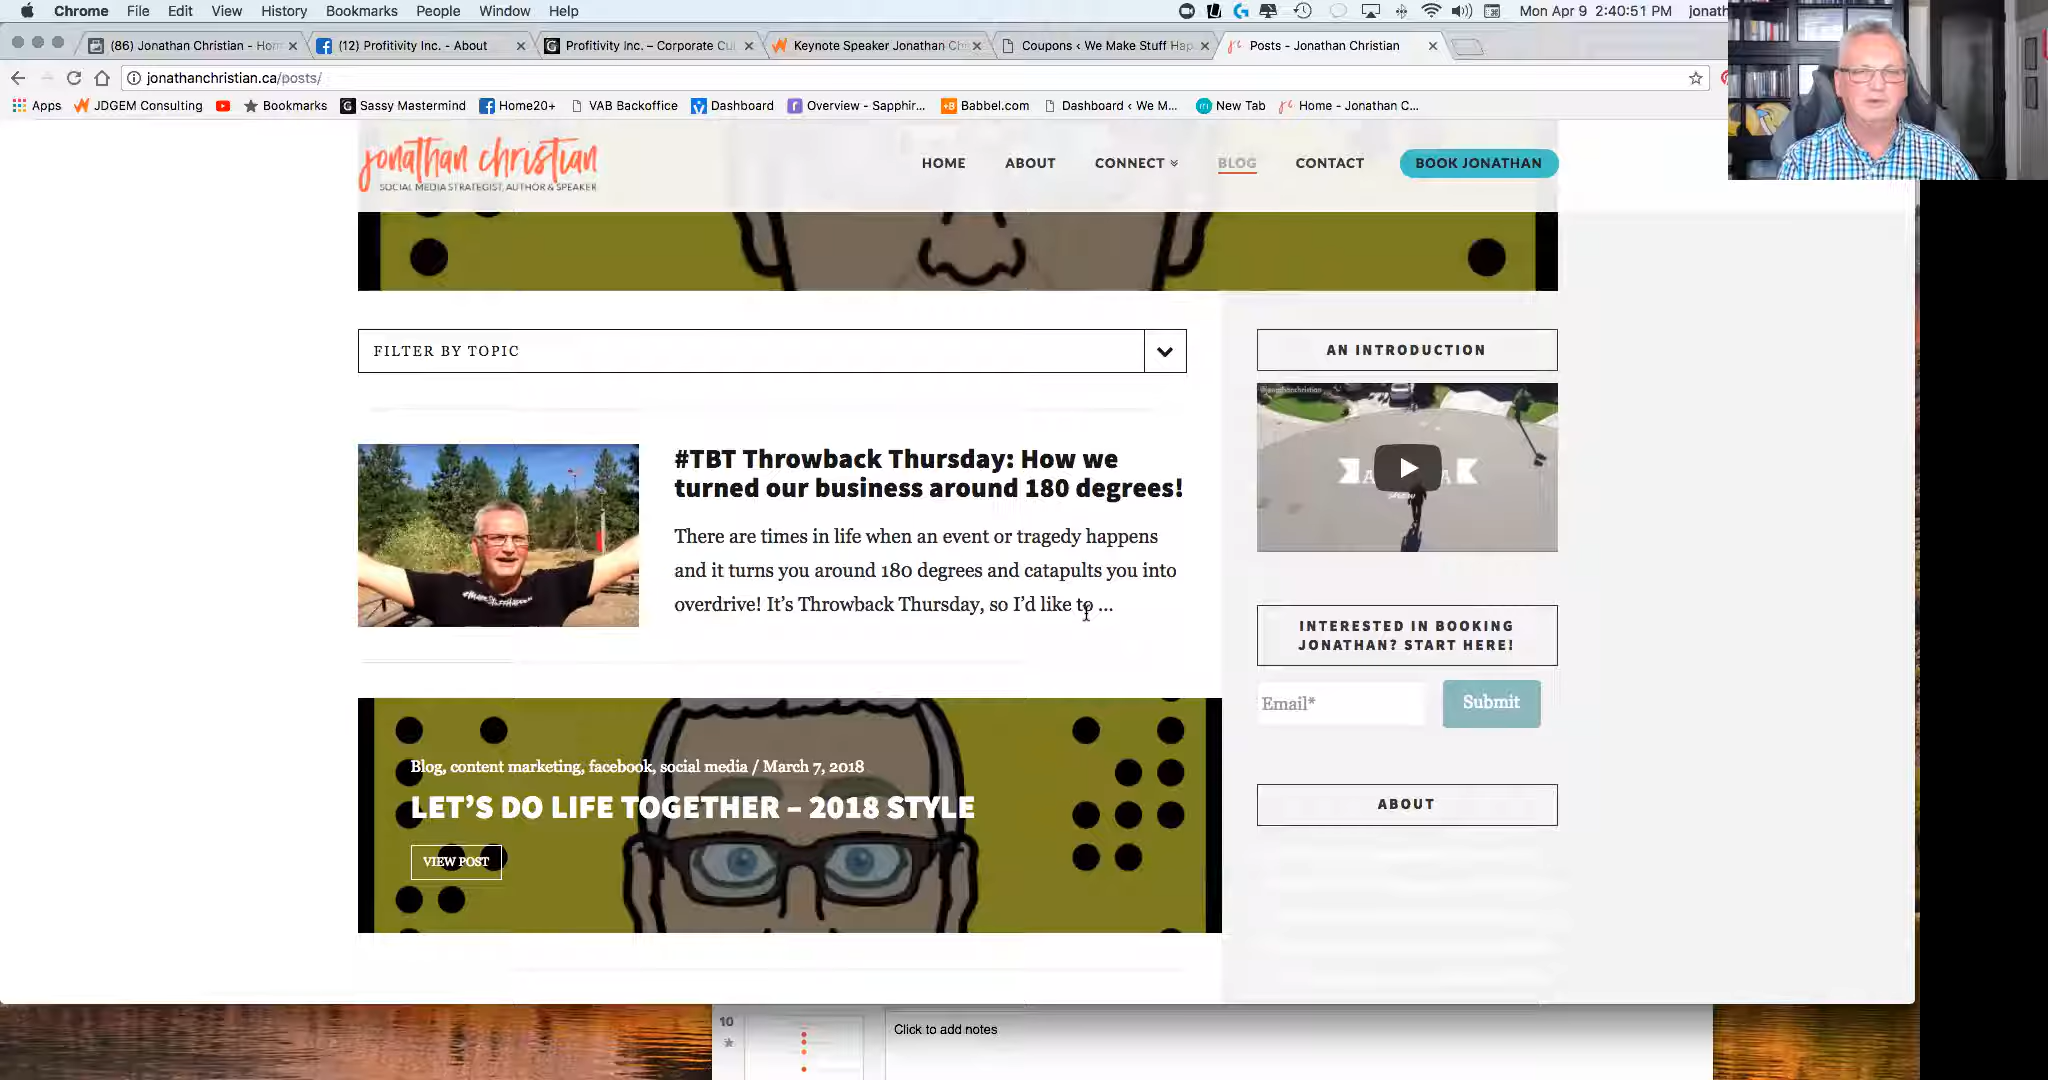 Chrome File Edit View History Bookmarks People Window Help
Mon Apr 9 2:40:51 PM jonath
(86) Jonathan Christian - Hom
(12) Profitivity Inc. - About
Profitivity Inc. – Corporate Cu
Keynote Speaker Jonathan Ch
Coupons ‹ We Make Stuff Hap
Posts - Jonathan Christian
jonathanchristian.ca/posts/
Apps JDGEM Consulting Bookmarks Sassy Mastermind Home20+ VAB Backoffice Dashboard Overview - Sapphir... Babbel.com Dashboard ‹ We M... New Tab Home - Jonathan C...
jonathan christian
SOCIAL MEDIA STRATEGIST, AUTHOR & SPEAKER
HOME ABOUT CONNECT BLOG CONTACT BOOK JONATHAN
FILTER BY TOPIC
#TBT Throwback Thursday: How we
turned our business around 180 degrees!
There are times in life when an event or tragedy happens
and it turns you around 180 degrees and catapults you into
overdrive! It’s Throwback Thursday, so I’d like to ...
Blog, content marketing, facebook, social media / March 7, 2018
LET’S DO LIFE TOGETHER – 2018 STYLE
VIEW POST
AN INTRODUCTION
INTERESTED IN BOOKING
JONATHAN? START HERE!
Email*
Submit
ABOUT
10
Click to add notes